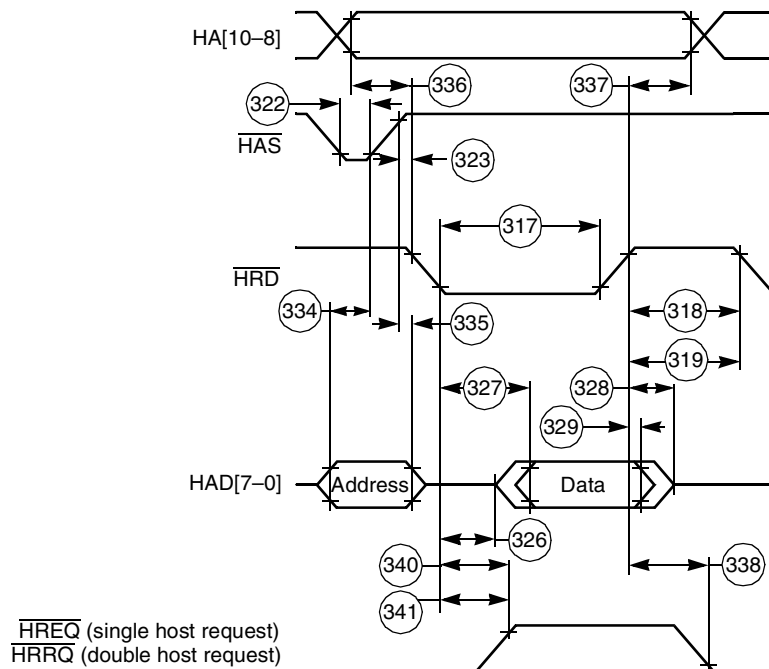 HA[10–8]
336
337
322
HAS
323
317
HRD
334
335
318
319
327
328
329
HAD[7–0]
Address
Data
326
340
338
341
HREQ (single host request)
HRRQ (double host request)